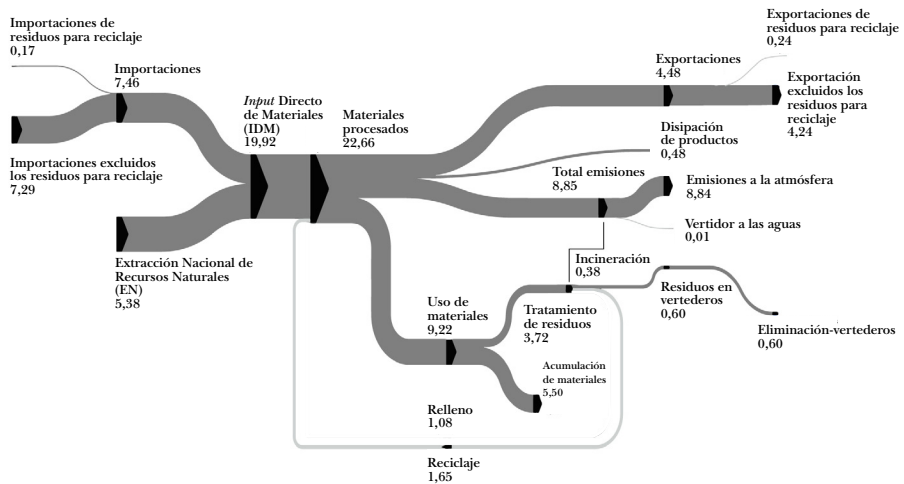 Importaciones de
residuos para reciclaje
0,17
Importaciones
7,46
Importaciones excluidos
los residuos para reciclaje
7,29
Extracción Nacional de
Recursos Naturales
(EN)
5,38
Input Directo
de Materiales
(IDM)
19,92
Materiales
procesados
22,66
Exportaciones
4,48
Exportaciones de
residuos para reciclaje
0,24
Exportación
excluidos los
residuos para
reciclaje
4,24
Disipación
de productos
0,48
Total emisiones
8,85
Emisiones a la atmósfera
8,84
Vertidor a las aguas
0,01
Incineración
0,38
Uso de
materiales
9,22
Tratamiento
de residuos
3,72
Residuos en
vertederos
0,60
Eliminación-vertederos
0,60
Acumulación
de materiales
5,50
Relleno
1,08
Reciclaje
1,65